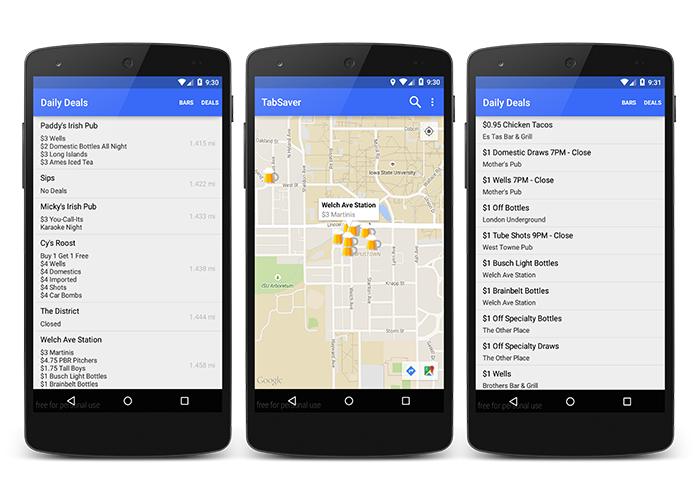 9:30
Daily Deals
BARS DEALS
Paddy's Irish Pub
$3 Wells
$2 Domestic Bottles All Night
$3 Long Islands
$3 Ames Iced Tea
1.415 mi
Sips
No Deals
1.422 mi
Micky's Irish Pub
$3 You-Call-Its
Karaoke Night
1.433 mi
Cy's Roost
Buy 1 Get 1 Free
$4 Wells
$4 Domestics
$4 Imported
$4 Shots
$4 Car Bombs
1.438 mi
The District
Closed
1.444 mi
Welch Ave Station
$3 Martinis
$4.75 PBR Pitchers
$1.75 Tall Boys
$1 Busch Light Bottles
$1 Brainbelt Bottles
1.458 mi
free for personal use
9:30
TabSaver
Oakland St
N Hyland Ave
Iowa State University
West St
Welch Ave Station
$3 Martinis
Lincoln
ISU Arboretum
Welch Ave
Stanton Ave
Knapp St
Storm St
Hayward Ave
Google
free for personal use
9:31
Daily Deals
BARS DEALS
$0.95 Chicken Tacos
Es Tas Bar & Grill
$1 Domestic Draws 7PM - Close
Mother's Pub
$1 Wells 7PM - Close
Mother's Pub
$1 Off Bottles
London Underground
$1 Tube Shots 9PM - Close
West Towne Pub
$1 Busch Light Bottles
Welch Ave Station
$1 Brainbelt Bottles
Welch Ave Station
$1 Off Specialty Bottles
The Other Place
$1 Off Specialty Draws
The Other Place
$1 Wells
Brothers Bar & Grill
free for personal use